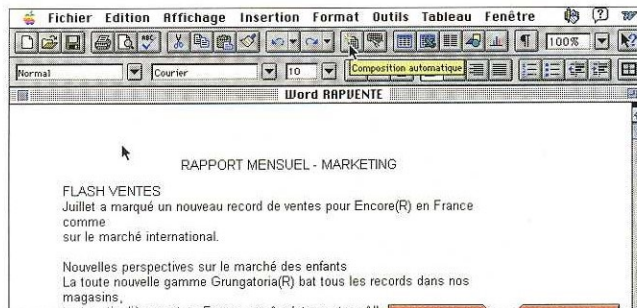 Fichier Edition Affichage Insertion Format Outils Tableau Fenêtre
100%
Normal Courier 10
Composition automatique
Word RAPVENTE
RAPPORT MENSUEL - MARKETING
FLASH VENTES
Juillet a marqué un nouveau record de ventes pour Encore(R) en France
comme
sur le marché international.
Nouvelles perspectives sur le marché des enfants
La toute nouvelle gamme Grungatoria(R) bat tous les records dans nos
magasins,